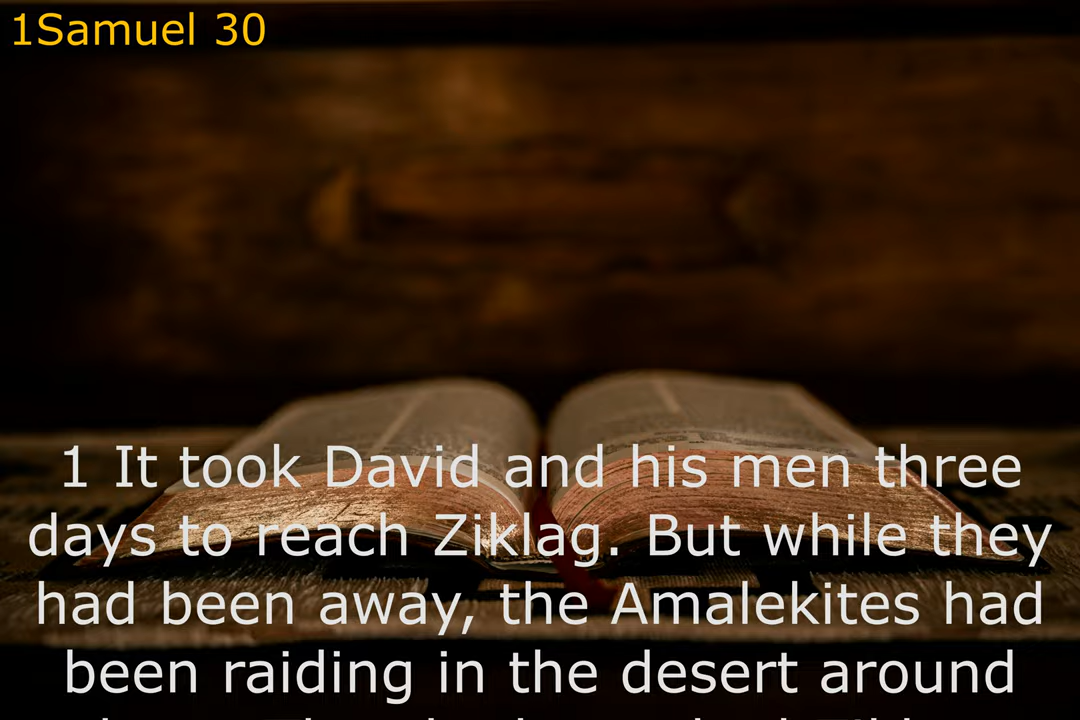 1Samuel 30
1 It took David and his men three
days to reach Ziklag. But while they
had been away, the Amalekites had
been raiding in the desert around